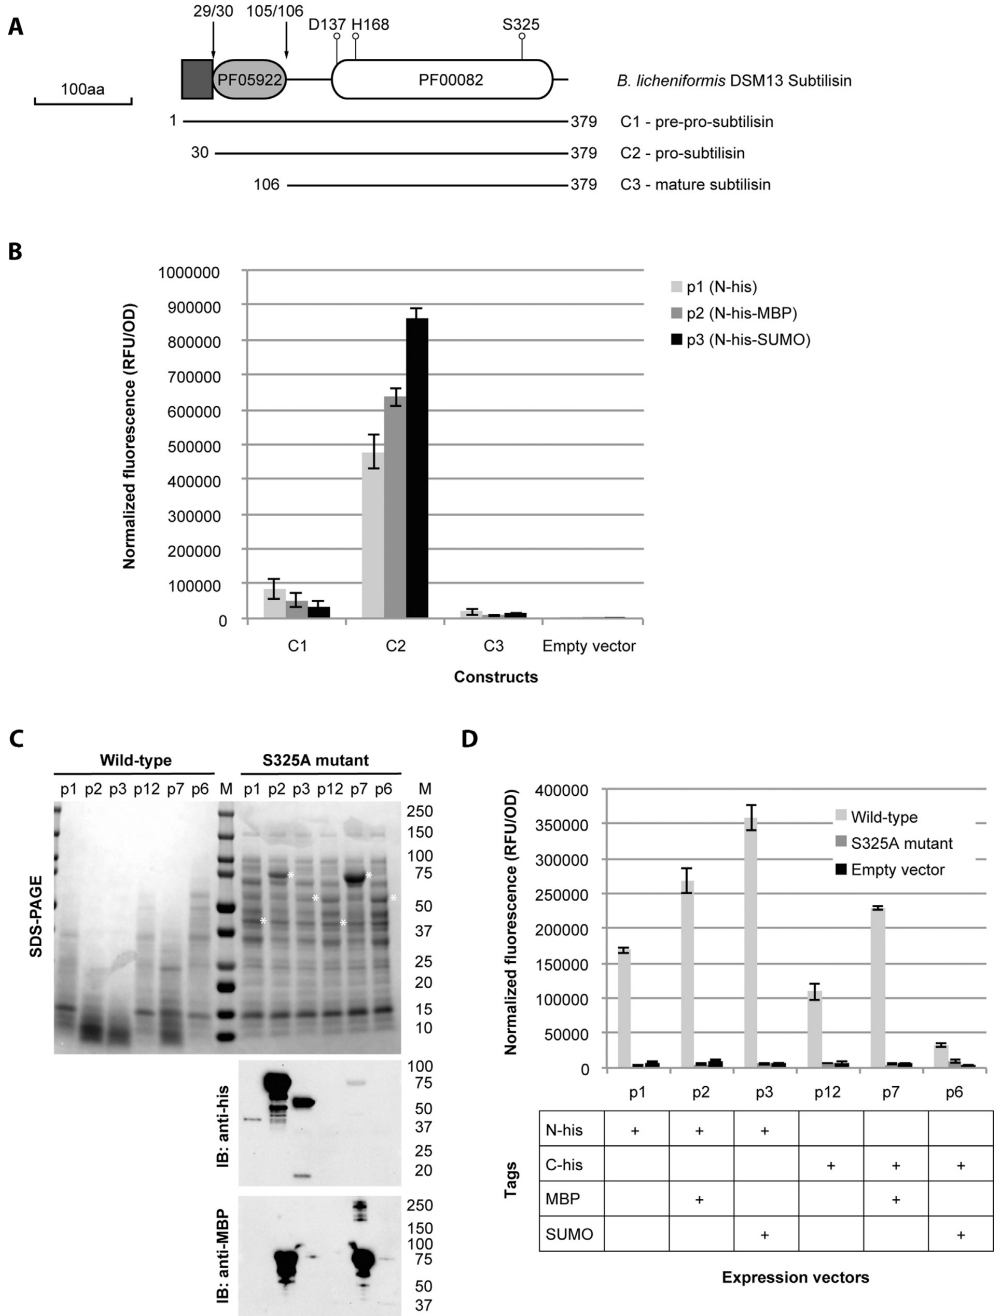 A
29/30 105/106
D137 H168 S325
PF05922 PF00082
B. licheniformis DSM13 Subtilisin
100aa
1 379 C1 - pre-pro-subtilisin
30 379 C2 - pro-subtilisin
106 379 C3 - mature subtilisin
B
Normalized fluorescence (RFU/OD)
1000000
900000
800000
700000
600000
500000
400000
300000
200000
100000
0
p1 (N-his)
p2 (N-his-MBP)
p3 (N-his-SUMO)
C1 C2 C3 Empty vector
Constructs
C
Wild-type S325A mutant
p1 p2 p3 p12 p7 p6 M p1 p2 p3 p12 p7 p6 M
SDS-PAGE
250
150
100
75
50
37
25
20
15
10
* * * * * *
IB: anti-his
100
75
50
37
25
20
IB: anti-MBP
250
150
100
75
50
37
D
Normalized fluorescence (RFU/OD)
400000
350000
300000
250000
200000
150000
100000
50000
0
Wild-type
S325A mutant
Empty vector
p1 p2 p3 p12 p7 p6
Tags
N-his + + +
C-his + + +
MBP + +
SUMO + +
Expression vectors